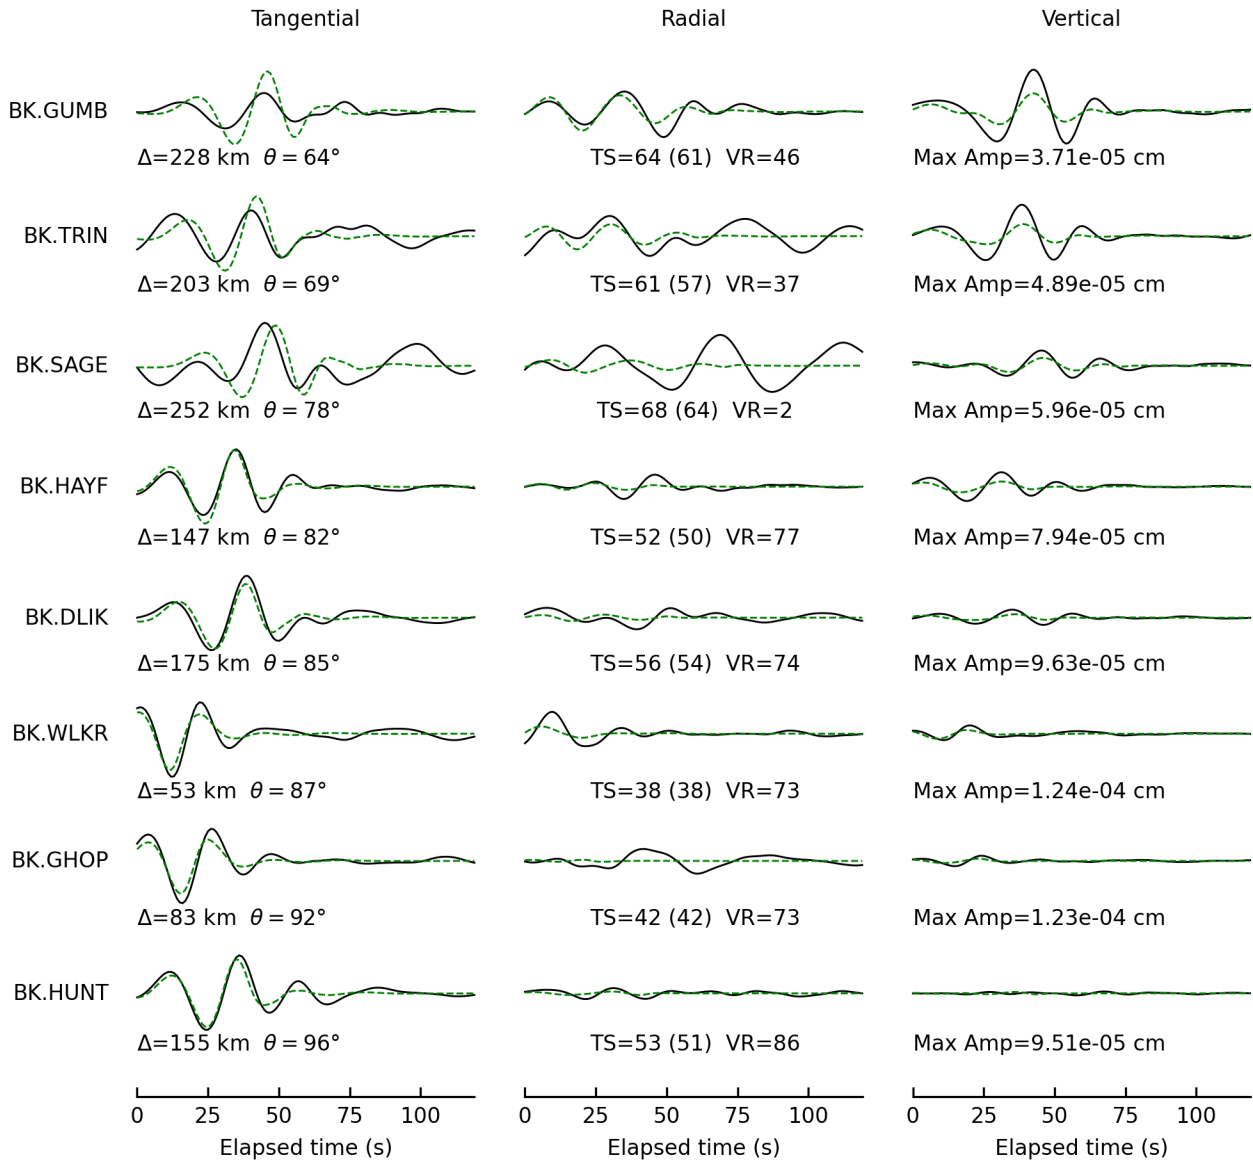 Tangential Radial Vertical
BK.GUMB
Δ=228 km θ = 64° TS=64 (61) VR=46 Max Amp=3.71e-05 cm
BK.TRIN
Δ=203 km θ = 69° TS=61 (57) VR=37 Max Amp=4.89e-05 cm
BK.SAGE
Δ=252 km θ = 78° TS=68 (64) VR=2 Max Amp=5.96e-05 cm
BK.HAYF
Δ=147 km θ = 82° TS=52 (50) VR=77 Max Amp=7.94e-05 cm
BK.DLIK
Δ=175 km θ = 85° TS=56 (54) VR=74 Max Amp=9.63e-05 cm
BK.WLKR
Δ=53 km θ = 87° TS=38 (38) VR=73 Max Amp=1.24e-04 cm
BK.GHOP
Δ=83 km θ = 92° TS=42 (42) VR=73 Max Amp=1.23e-04 cm
BK.HUNT
Δ=155 km θ = 96° TS=53 (51) VR=86 Max Amp=9.51e-05 cm
0 25 50 75 100 0 25 50 75 100 0 25 50 75 100
Elapsed time (s) Elapsed time (s) Elapsed time (s)